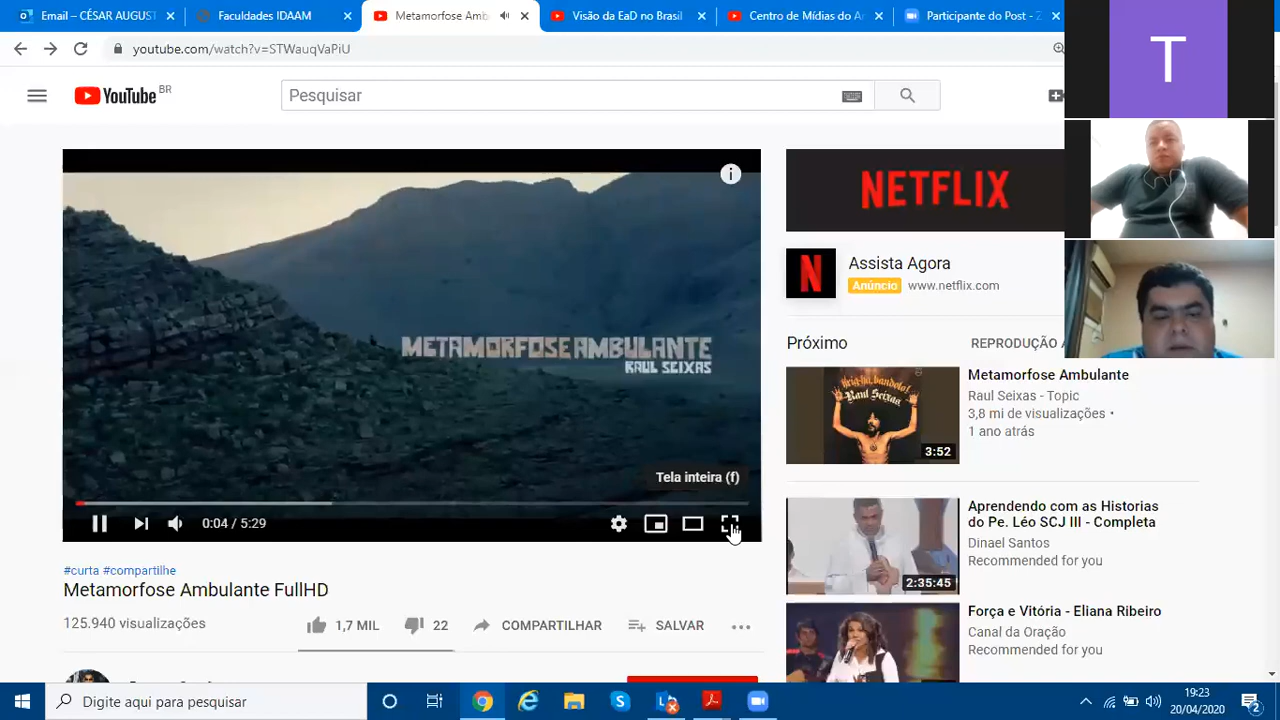 Email – CÉSAR AUGUST
Faculdades IDAAM
Metamorfose Amb
Visão da EaD no Brasil
Centro de Mídias do A
Participante do Post - Z
youtube.com/watch?v=STWauqVaPiU
T
YouTube BR
Pesquisar
METAMORFOSE AMBULANTE
RAUL SEIXAS
Tela inteira (f)
0:04 / 5:29
#curta #compartilhe
Metamorfose Ambulante FullHD
125.940 visualizações
1,7 MIL
22
COMPARTILHAR
SALVAR
NETFLIX
N
Assista Agora
Anúncio www.netflix.com
Próximo
REPRODUÇÃO A
Raul Seixas
3:52
Metamorfose Ambulante
Raul Seixas - Topic
3,8 mi de visualizações •
1 ano atrás
2:35:45
Aprendendo com as Historias
do Pe. Léo SCJ III - Completa
Dinael Santos
Recommended for you
Força e Vitória - Eliana Ribeiro
Canal da Oração
Recommended for you
Digite aqui para pesquisar
19:23
20/04/2020
2